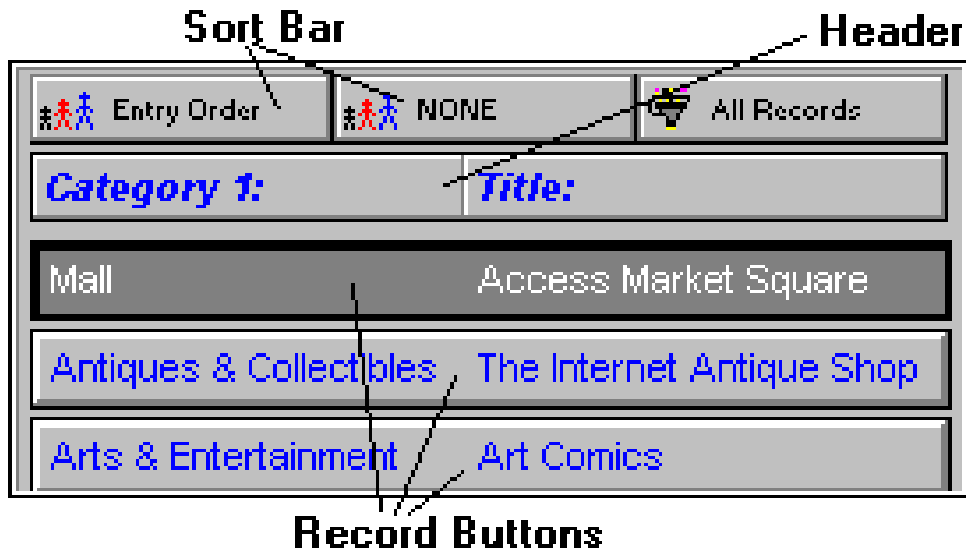 Sort Bar Header
Entry Order NONE All Records
Category 1: Title:
Mall Access Market Square
Antiques & Collectibles The Internet Antique Shop
Arts & Entertainment Art Comics
Record Buttons